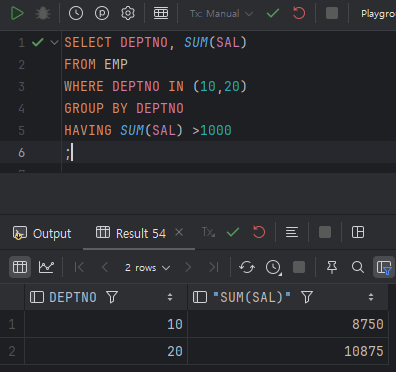 Tx: Manual
Playgrou
1 SELECT DEPTNO, SUM(SAL)
2 FROM EMP
3 WHERE DEPTNO IN (10,20)
4 GROUP BY DEPTNO
5 HAVING SUM(SAL) >1000
6 ;
Output Result 54 × Tx
2 rows
DEPTNO "SUM(SAL)"
1 10 8750
2 20 10875